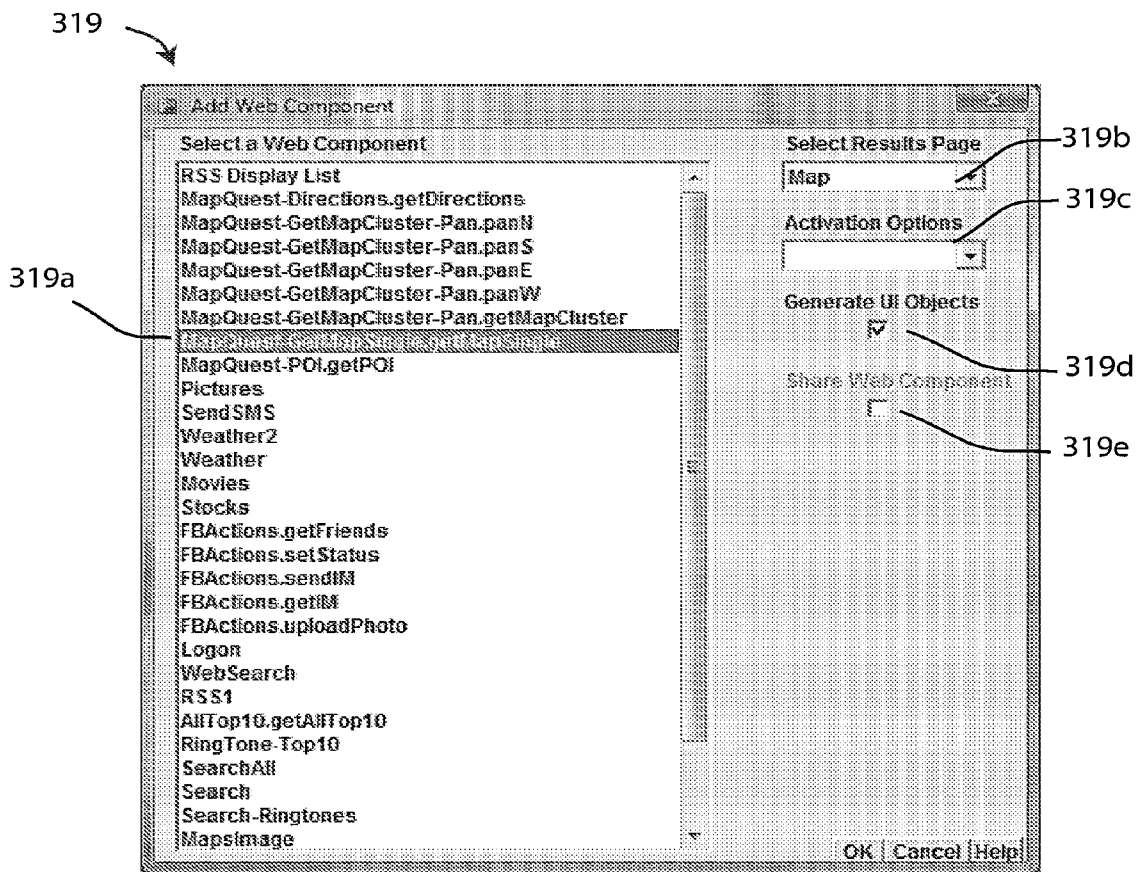 319
Add Web Component
Select a Web Component
RSS Display List
MapQuest-Directions.getDirections
MapQuest-GetMapCluster-Pan.panN
MapQuest-GetMapCluster-Pan.panS
MapQuest-GetMapCluster-Pan.panE
MapQuest-GetMapCluster-Pan.panW
MapQuest-GetMapCluster-Pan.getMapCluster
MapQuest-GetMapSingle.getMapSingle
MapQuest-POI.getPOI
Pictures
SendSMS
Weather2
Weather
Movies
Stocks
FBActions.getFriends
FBActions.setStatus
FBActions.sendIM
FBActions.getIM
FBActions.uploadPhoto
Logon
WebSearch
RSS1
AllTop10.getAllTop10
RingTone-Top10
SearchAll
Search
Search-Ringtones
MapsImage
319a
Select Results Page
Map
319b
Activation Options
319c
Generate UI Objects
319d
Share Web Component
319e
OK Cancel Help